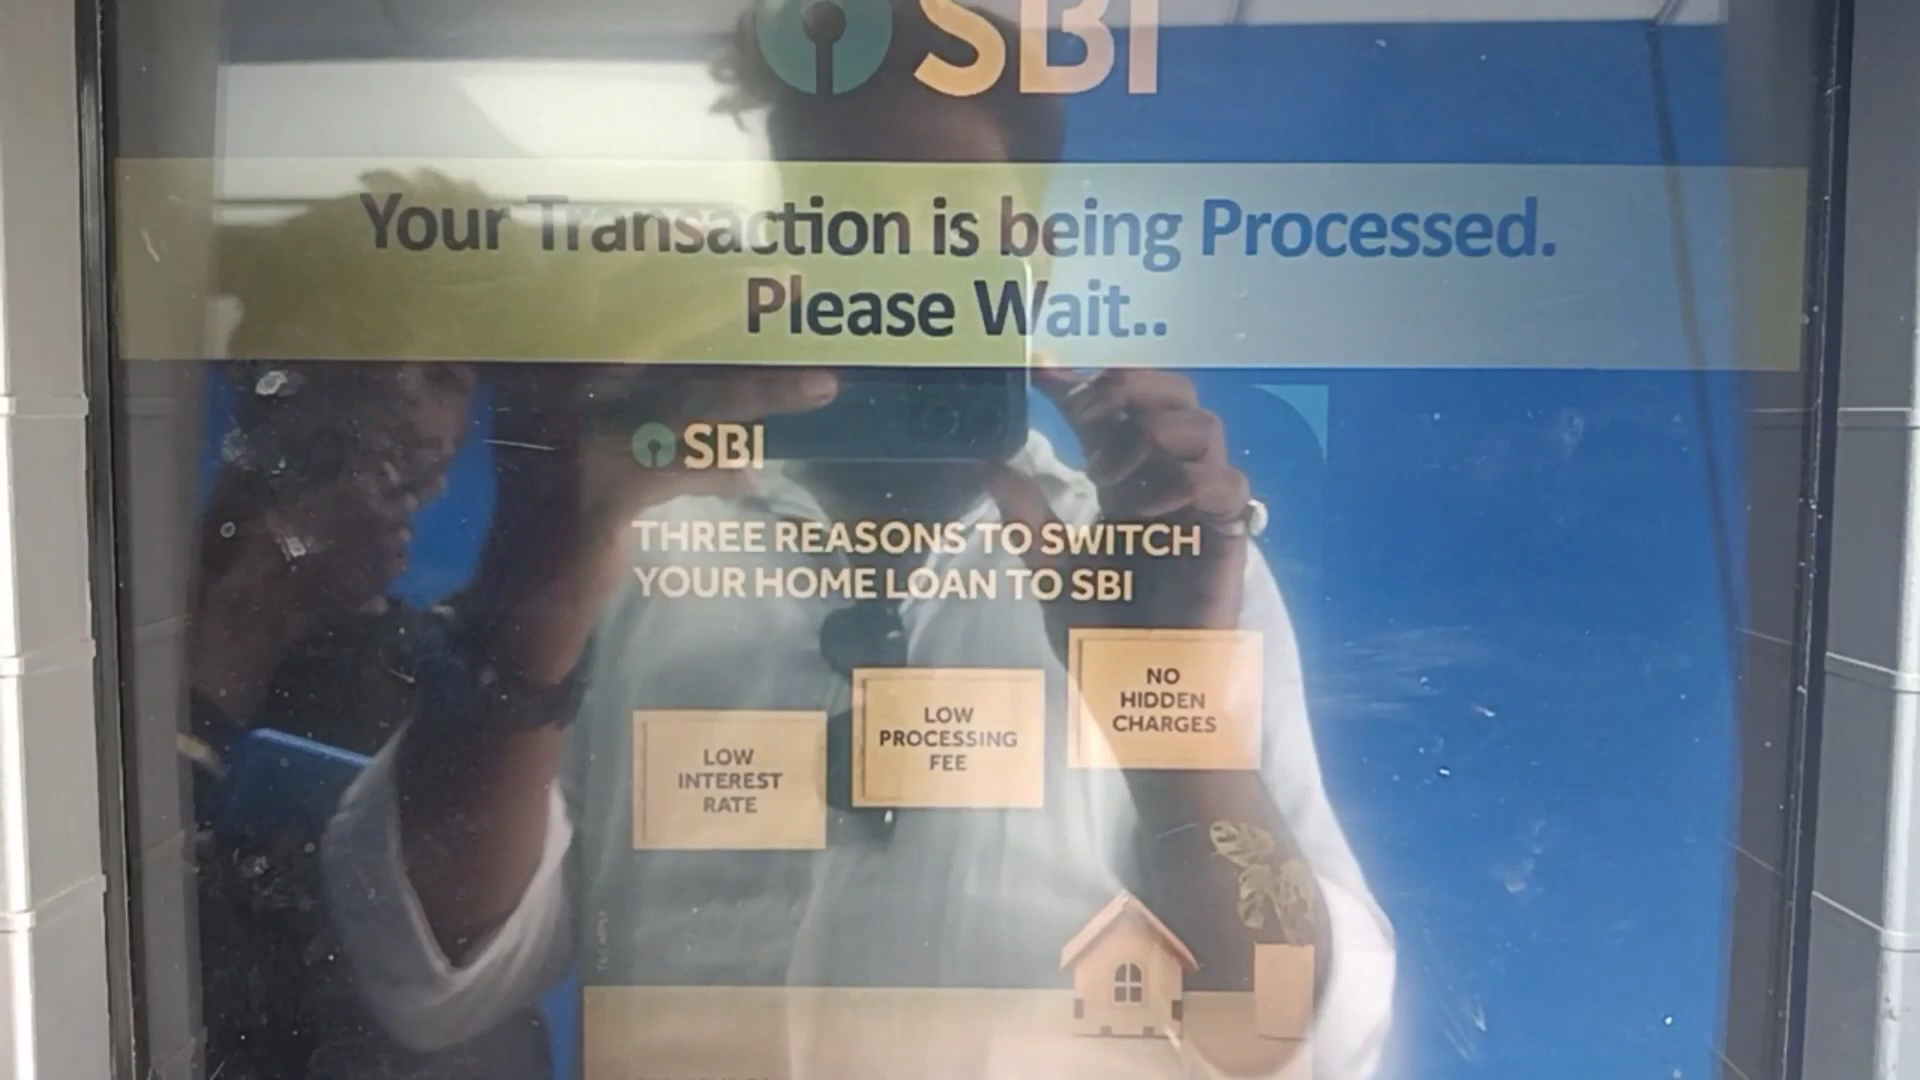 SBI
Your Transaction is being Processed.
Please Wait..
SBI
THREE REASONS TO SWITCH
YOUR HOME LOAN TO SBI
NO
HIDDEN
CHARGES
LOW
PROCESSING
FEE
LOW
INTEREST
RATE